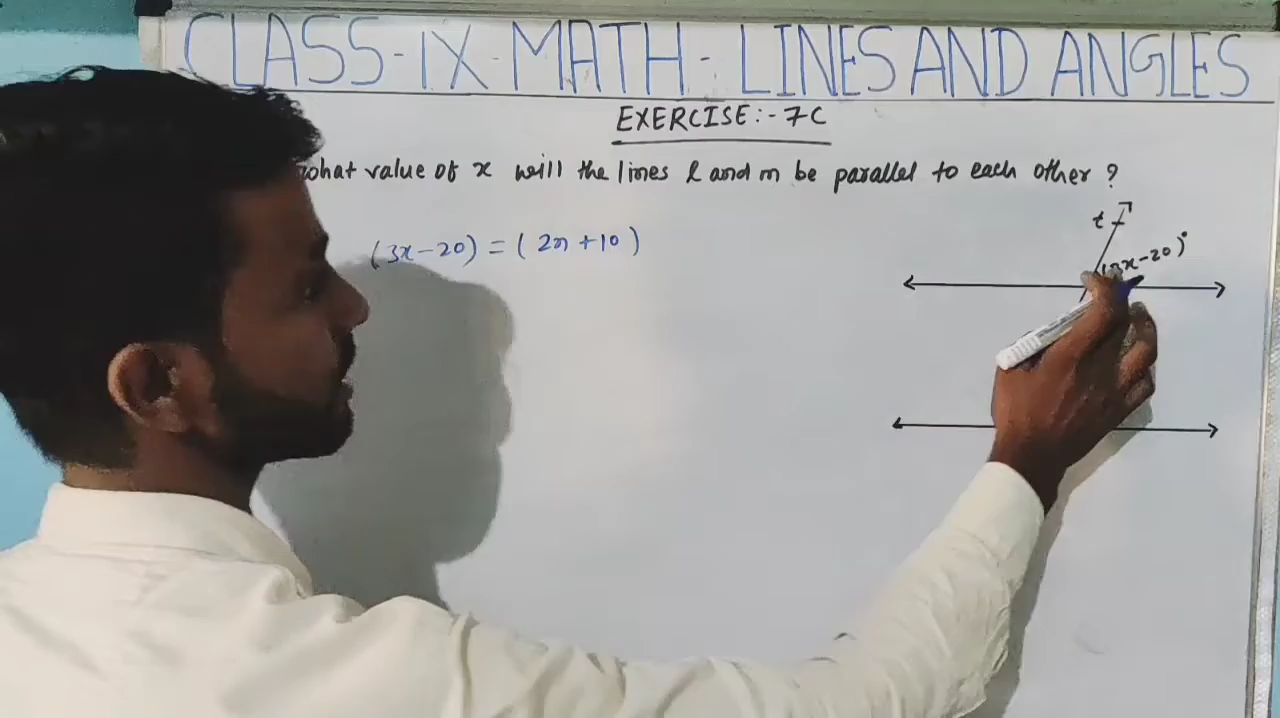 CLASS-IX-MATH-LINES AND ANGLES
EXERCISE:-7C
what value of x will the lines l and m be parallel to each other ?
t
(3x-20) = (2x+10)
x-20)°